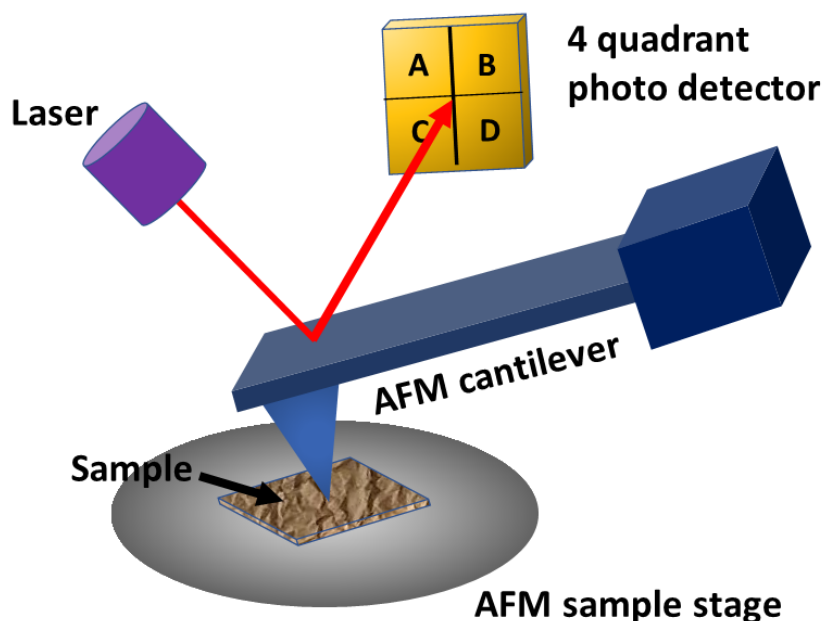 4 quadrant
photo detector
Laser
A B
C D
AFM cantilever
Sample
AFM sample stage